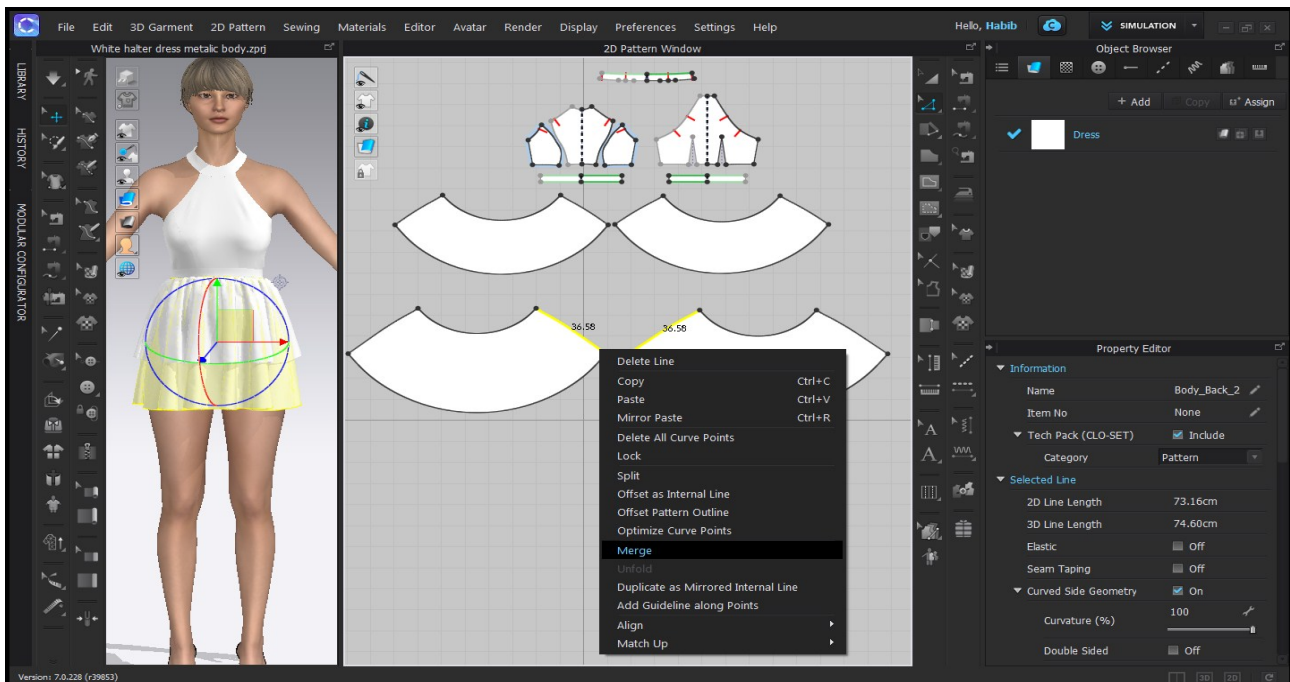 File Edit 3D Garment 2D Pattern Sewing Materials Editor Avatar Render Display Preferences Settings Help Hello, Habib SIMULATION
White halter dress metalic body.zprj
2D Pattern Window
Object Browser
LIBRARY
HISTORY
MODULAR CONFIGURATOR
+ Add Copy Assign
Dress
36.58
36.58
Delete Line
Copy Ctrl+C
Paste Ctrl+V
Mirror Paste Ctrl+R
Delete All Curve Points
Lock
Split
Offset as Internal Line
Offset Pattern Outline
Optimize Curve Points
Merge
Unfold
Duplicate as Mirrored Internal Line
Add Guideline along Points
Align
Match Up
Property Editor
Information
Name Body_Back_2
Item No None
Tech Pack (CLO-SET) Include
Category Pattern
Selected Line
2D Line Length 73.16cm
3D Line Length 74.60cm
Elastic Off
Seam Taping Off
Curved Side Geometry On
Curvature (%) 100
Double Sided Off
Version: 7.0.228 (r39853)
3D 2D